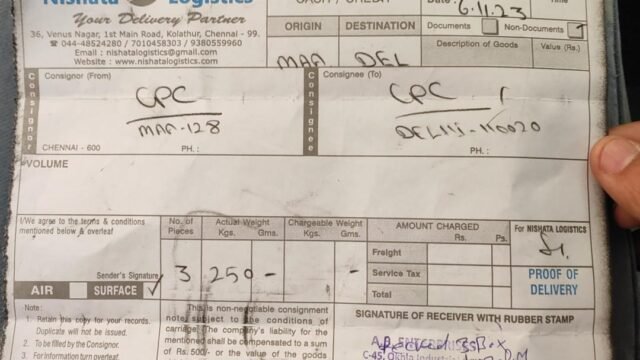 Nishata Logistics
Your Delivery Partner
36, Venus Nagar, 1st Main Road, Kolathur, Chennai - 99.
☎ 044-48524280 / 7010458303 / 9380559960
Email : nishatalogistics@gmail.com
Website : www.nishatalogistics.com
CASH / CREDIT
Date : 6.11.23
Time
ORIGIN DESTINATION
MAA DEL
Documents Non-Documents
Description of Goods Value (Rs.)
Consignor
Consignor (From)
CPC
MAA-128
CHENNAI - 600 PH. :
Consignee
Consignee (To)
CPC
DELHI-110020
PH. :
VOLUME
I/We agree to the terms & conditions
mentioned below & overleaf
Sender's Signature
No. of Pieces
3
Actual Weight
Kgs. Gms.
250 -
Chargeable Weight
Kgs. Gms.
-
AMOUNT CHARGED
Rs. Ps.
Freight
Service Tax
Total
For NISHATA LOGISTICS
PROOF OF
DELIVERY
AIR SURFACE ✓
Note :
1. Retain this copy for your records.
Duplicate will not be issued.
2. To be filled by the Consignor.
3. For Information turn overleaf.
This is non-negotiable consignment
note, subject to the conditions of
carriage. The company's liability for the
mentioned shall be compensated to a sum
of Rs. 500/- or the value of the goods
SIGNATURE OF RECEIVER WITH RUBBER STAMP
C-45, Okhla Industrial